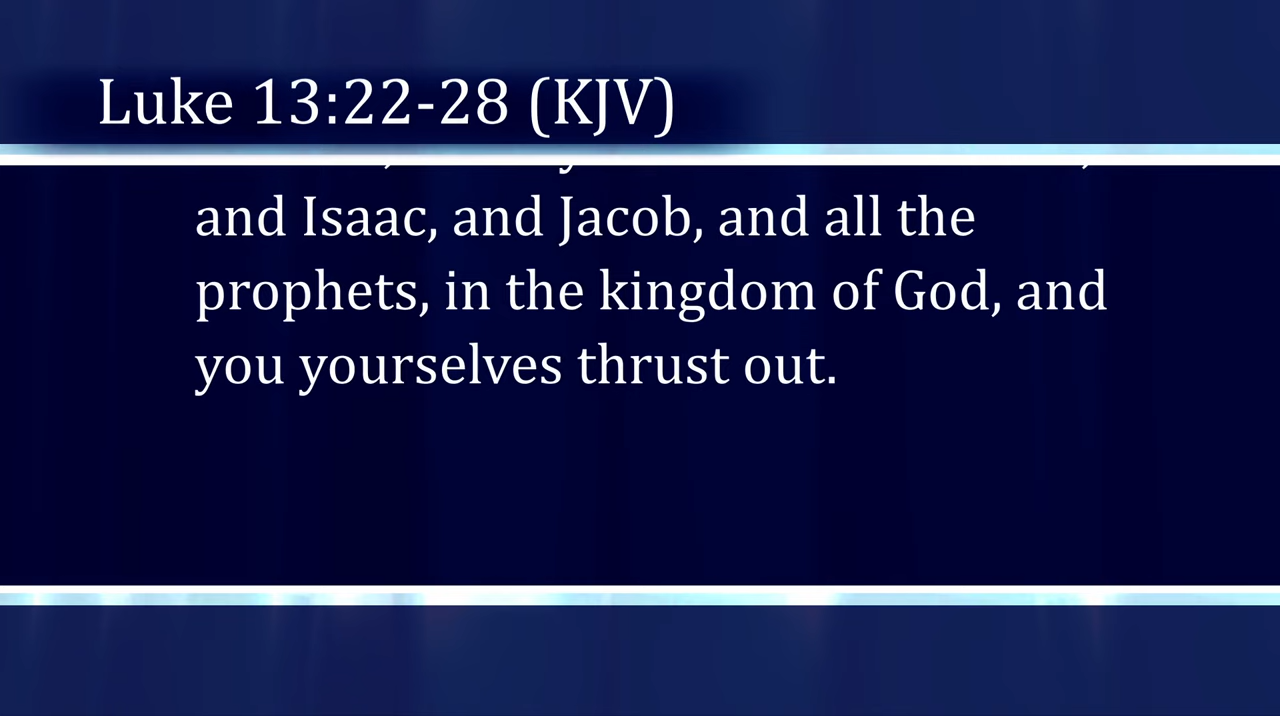 Luke 13:22-28 (KJV)
and Isaac, and Jacob, and all the
prophets, in the kingdom of God, and
you yourselves thrust out.